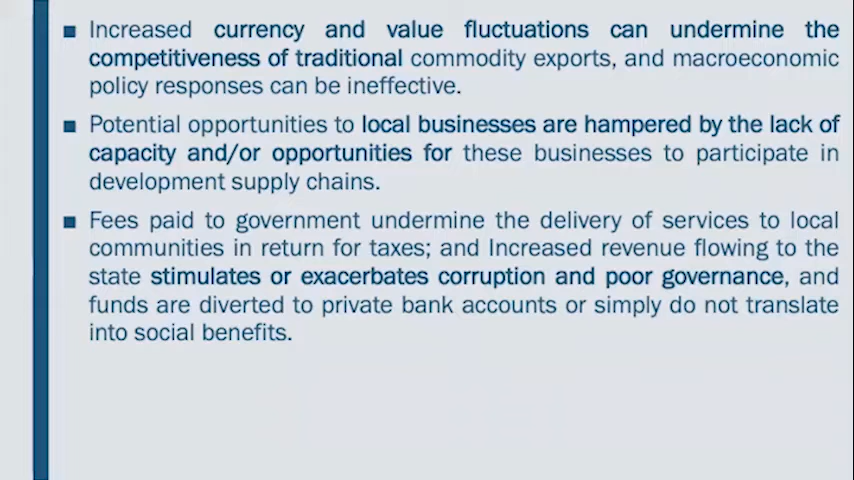 Increased currency and value fluctuations can undermine the
competitiveness of traditional commodity exports, and macroeconomic
policy responses can be ineffective.
Potential opportunities to local businesses are hampered by the lack of
capacity and/or opportunities for these businesses to participate in
development supply chains.
Fees paid to government undermine the delivery of services to local
communities in return for taxes; and Increased revenue flowing to the
state stimulates or exacerbates corruption and poor governance, and
funds are diverted to private bank accounts or simply do not translate
into social benefits.